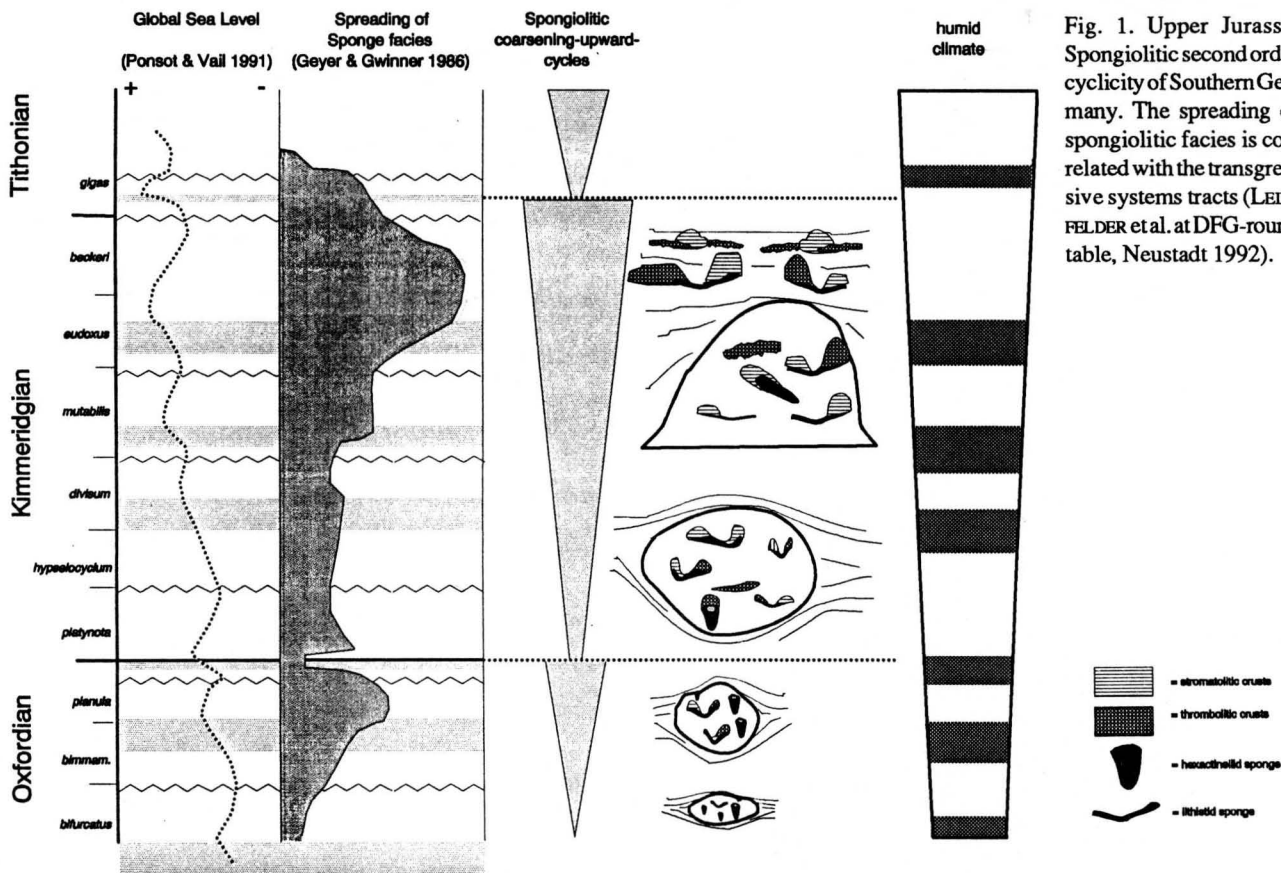 Global Sea Level
(Ponsot & Vail 1991)
+ -
Spreading of
Sponge facies
(Geyer & Gwinner 1986)
Spongiolitic
coarsening-upward-
cycles
humid
climate
Fig. 1. Upper Jurass
Spongiolitic second ord
cyclicity of Southern Ge
many. The spreading
spongiolitic facies is co
related with the transgre
sive systems tracts (LEI
FELDER et al. at DFG-roun
table, Neustadt 1992).
Tithonian
gigas
Kimmeridgian
beckeri
eudoxus
mutabilis
divisum
hypselocyclum
platynota
Oxfordian
planula
bimmam.
bifurcatus
= stromatolitic crusts
= thrombolitic crusts
= hexactinellid sponge
= lithistid sponge